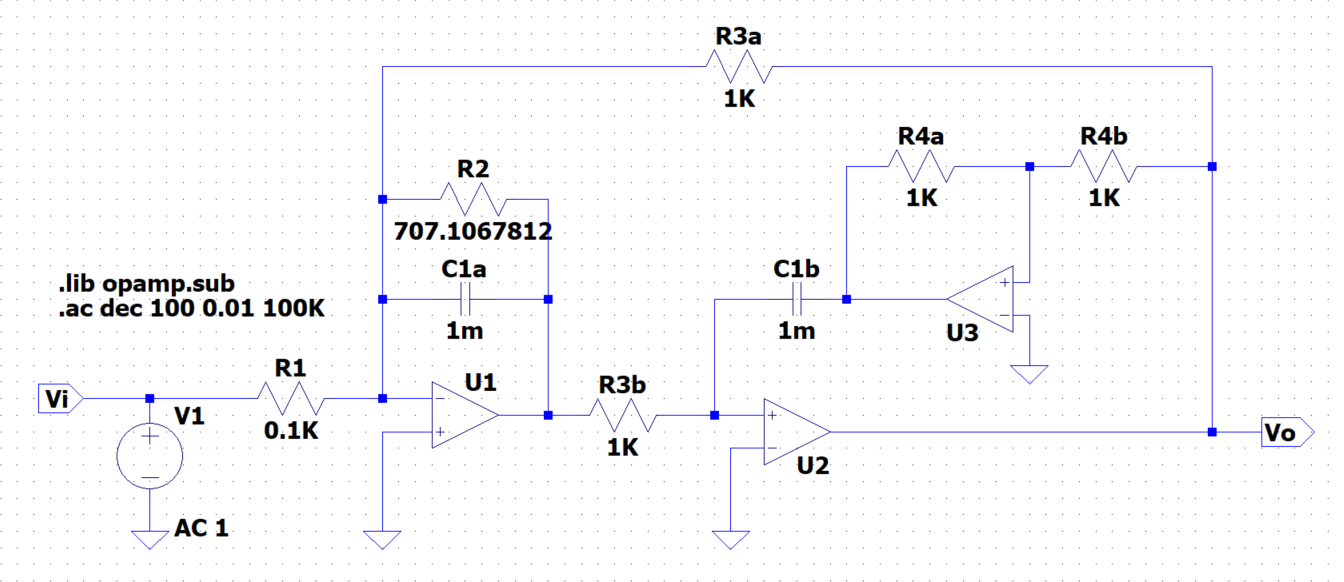 R3a
1K
R4a
R4b
1K
1K
R2
707.1067812
C1a
1m
C1b
1m
.lib opamp.sub
.ac dec 100 0.01 100K
U3
R1
0.1K
U1
R3b
1K
Vi
V1
U2
Vo
AC 1